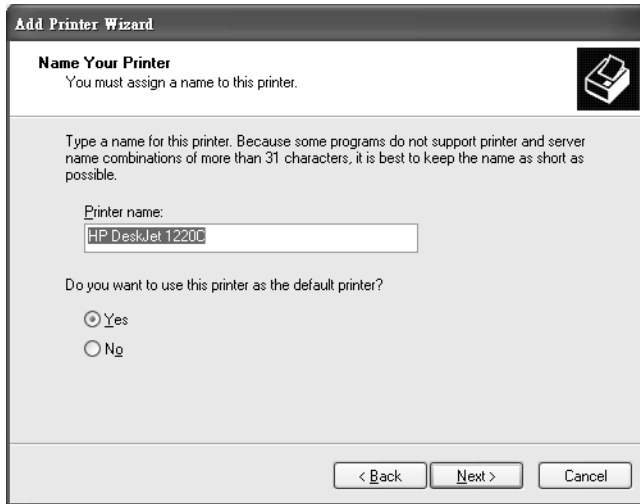 Add Printer Wizard
Name Your Printer
You must assign a name to this printer.
Type a name for this printer. Because some programs do not support printer and server
name combinations of more than 31 characters, it is best to keep the name as short as
possible.
Printer name:
HP DeskJet 1220C
Do you want to use this printer as the default printer?
Yes
No
< Back
Next >
Cancel